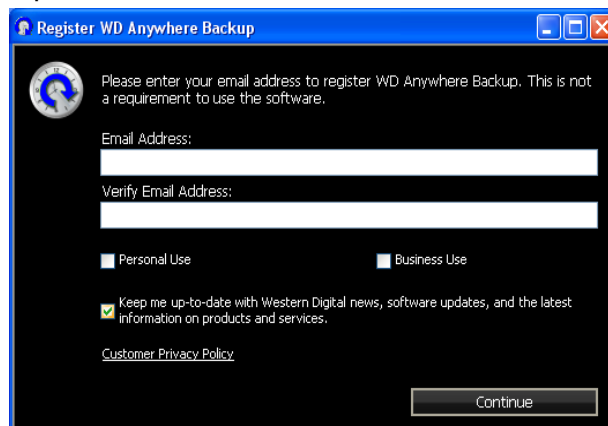 Register WD Anywhere Backup
Please enter your email address to register WD Anywhere Backup. This is not
a requirement to use the software.
Email Address:
Verify Email Address:
Personal Use
Business Use
Keep me up-to-date with Western Digital news, software updates, and the latest
information on products and services.
Customer Privacy Policy
Continue